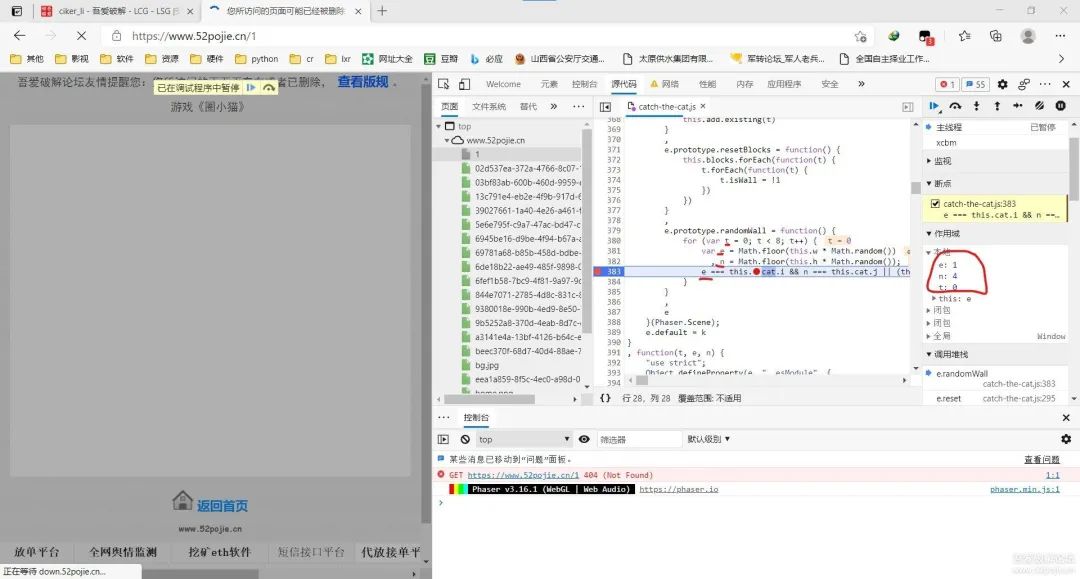 ciker_li - 吾爱破解 - LCG - LSG |S
您所访问的页面可能已经被删除
https://www.52pojie.cn/1
其他
影视
软件
资源
硬件
python
cr
lxr
网址大全
豆瓣
必应
山西省公安厅交通...
太原供水集团有限...
军转论坛_军人老兵...
全国自主择业工作...
吾爱破解论坛友情提醒您：
已在调试程序中暂停
者已删除，
查看版规
。
游戏《圈小猫》
返回首页
www.52pojie.cn
放单平台
全网舆情监测
挖矿eth软件
短信接口平台
代放接单平
正在等待 down.52pojie.cn...
Welcome
元素
控制台
源代码
网络
性能
内存
应用程序
安全
1
55
页面
文件系统
替代
top
www.52pojie.cn
1
02d537ea-372a-4766-8c07-
03bf83ab-600b-460d-9959-
13c791e4-eb2e-4f9b-917d-6
39027661-1a40-4e26-a461-f
5e6e795f-c9a7-47ac-bd47-c
6945be16-d9be-4f94-b67a-a
69781a68-b85b-458d-bdbe-
6de18b22-ae49-485f-9898-0
6fef1b58-7bc9-4f81-9a97-9c
844e7071-2785-4d8c-831c-8
9380018e-990b-4ed9-8e50-
9b5252a8-370d-4eab-8d7c-
a3141e4a-13bf-4126-b64c-e
beec370f-68d7-40d4-88ae-7
bg.jpg
eea1a859-8f5c-4ec0-a98d-0
catch-the-cat.js
368 this.add.existing(t)
369 }
370 ,
371 e.prototype.resetBlocks = function() {
372 this.blocks.forEach(function(t) {
373 t.forEach(function(t) {
374 t.isWall = !1
375 })
376 })
377 }
378 ,
379 e.prototype.randomWall = function() {
380 for (var t = 0; t < 8; t++) { t = 0
381 var e = Math.floor(this.w * Math.random())
382 , n = Math.floor(this.h * Math.random());
383 e === this.cat.i && n === this.cat.j || (th
384 }
385 }
386 ,
387 e
388 }(Phaser.Scene);
389 e.default = k
390 }
391 , function(t, e, n) {
392 "use strict";
393 Object.defineProperty(e, "__esModule", {
{} 行 28，列 28 覆盖范围: 不适用
主线程
已暂停
xcbm
监视
断点
catch-the-cat.js:383
e === this.cat.i && n ==…
作用域
本地
e: 1
n: 4
t: 0
this: e
闭包
闭包
全局
Window
调用堆栈
e.randomWall
catch-the-cat.js:383
e.reset
catch-the-cat.js:295
控制台
top
筛选器
默认级别
某些消息已移动到“问题”面板。
查看问题
GET https://www.52pojie.cn/1 404 (Not Found)
1:1
Phaser v3.16.1 (WebGL | Web Audio) https://phaser.io
phaser.min.js:1
吾爱破解论坛
www.52pojie.cn